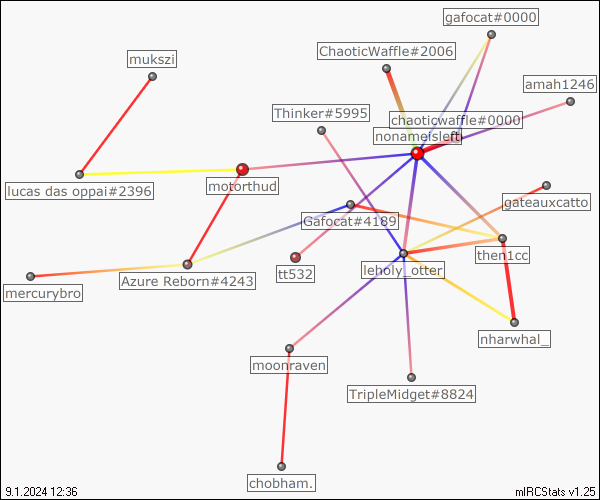 gafocat#0000
ChaoticWaffle#2006
mukszi
amah1246
Thinker#5995
chaoticwaffle#0000
nonameisleft
lucas das oppai#2396
motorthud
gateauxcatto
Gafocat#4189
then1cc
leholy_otter
tt532
Azure Reborn#4243
mercurybro
nharwhal_
moonraven
TripleMidget#8824
chobham.
9.1.2024 12:36
mIRCStats v1.25